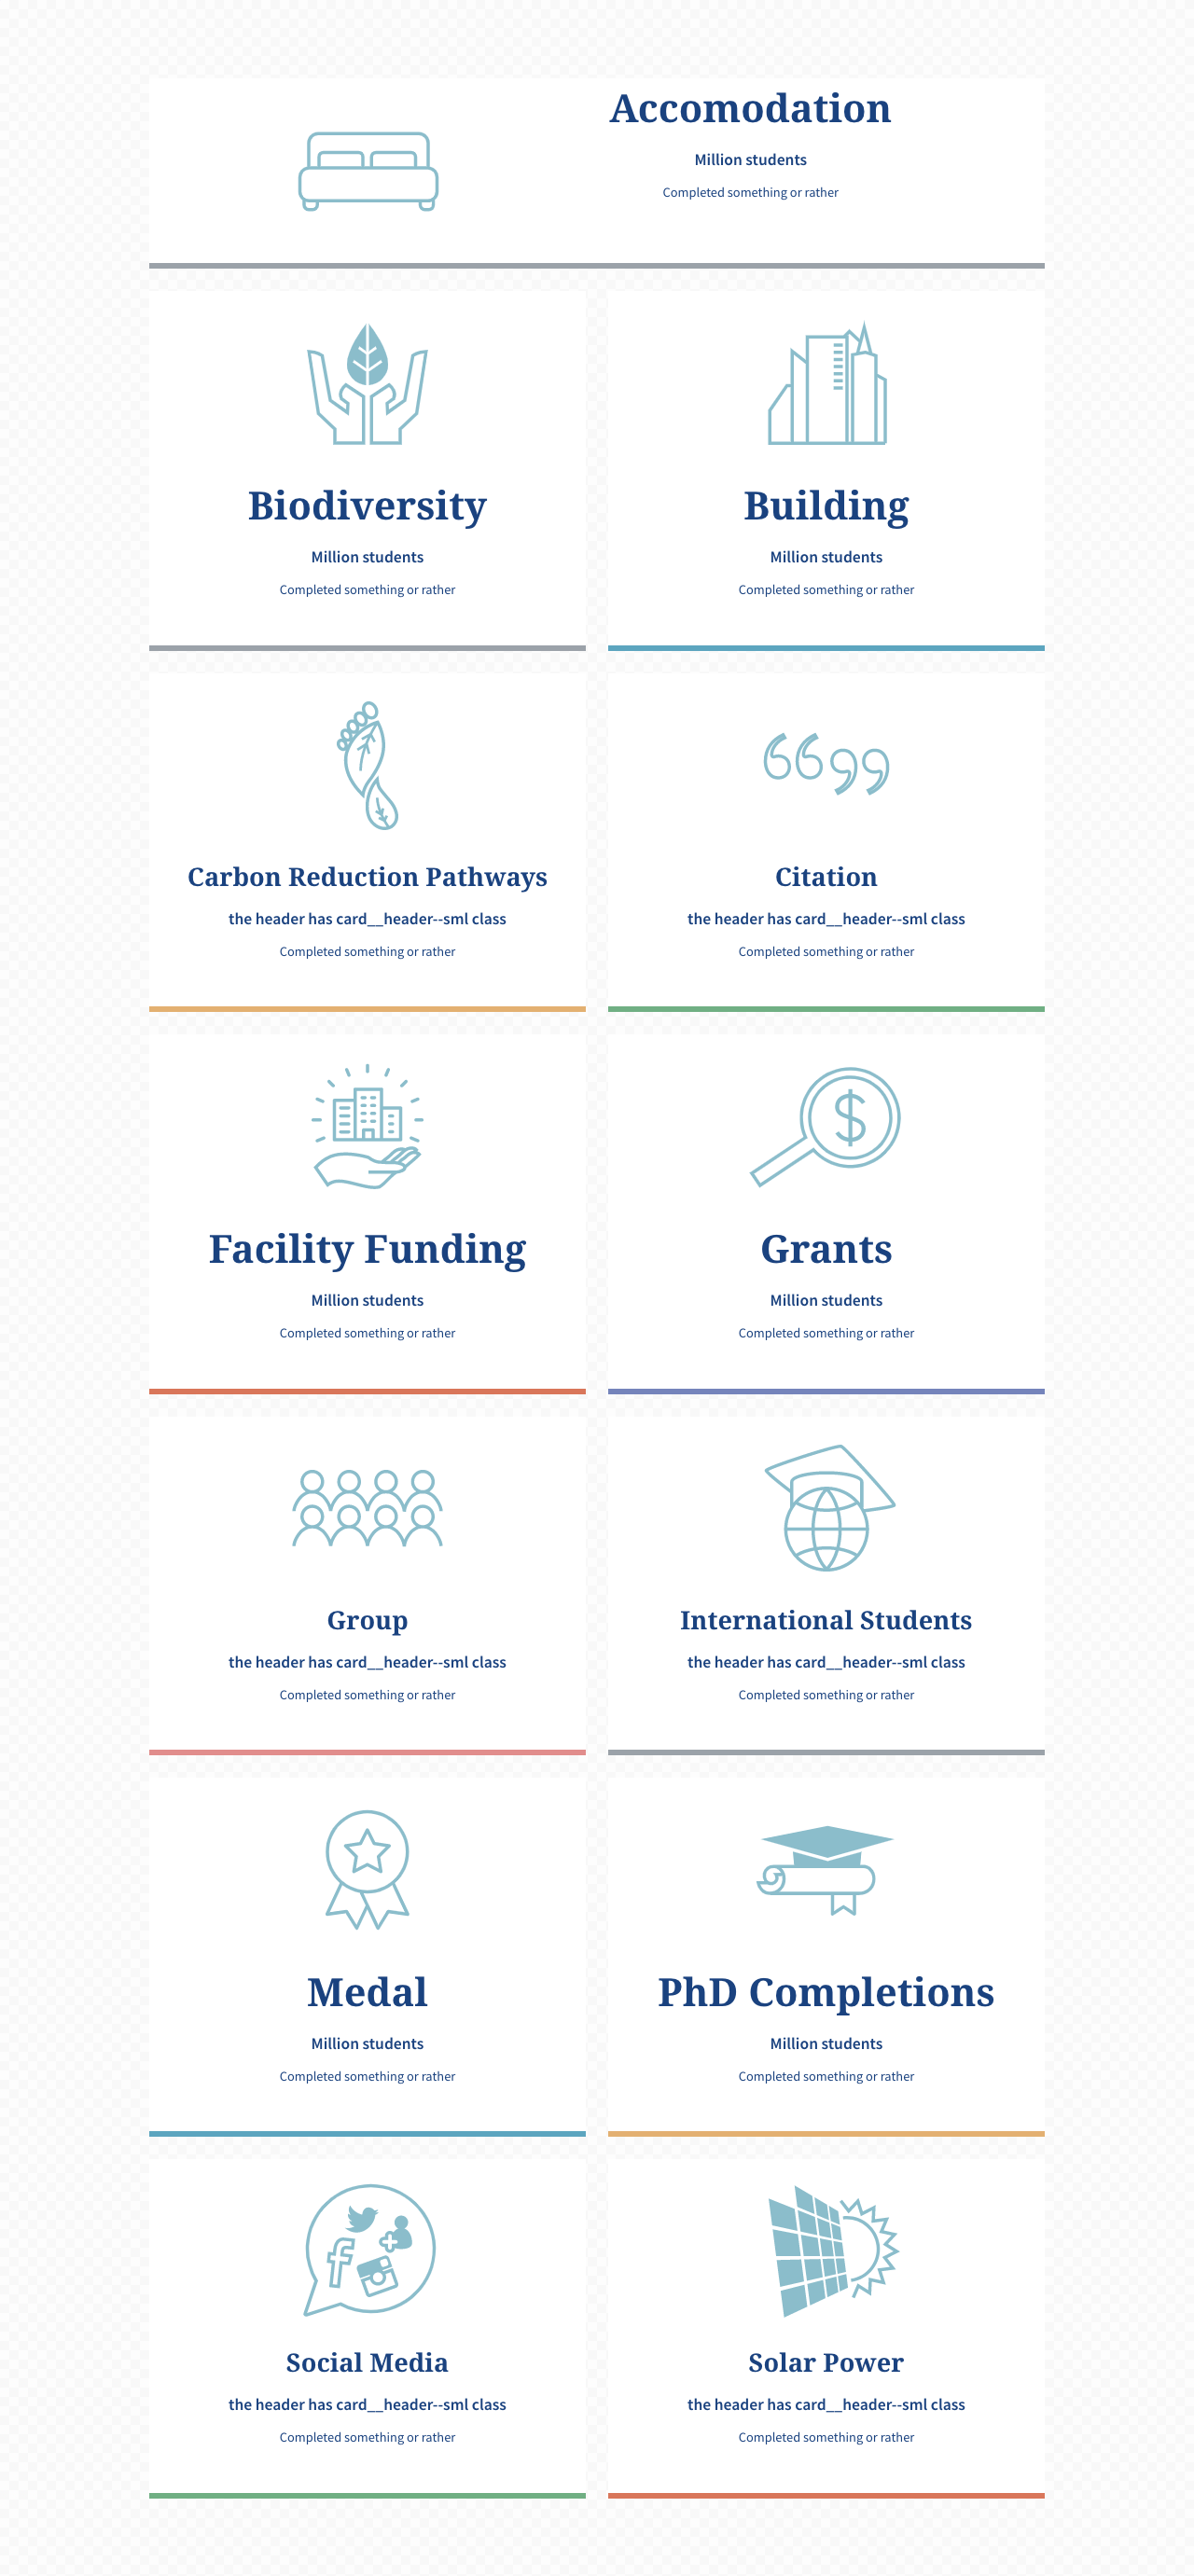 Accomodation
Million students
Completed something or rather
Biodiversity
Million students
Completed something or rather
Building
Million students
Completed something or rather
Carbon Reduction Pathways
the header has card__header--sml class
Completed something or rather
Citation
the header has card__header--sml class
Completed something or rather
Facility Funding
Million students
Completed something or rather
Grants
Million students
Completed something or rather
Group
the header has card__header--sml class
Completed something or rather
International Students
the header has card__header--sml class
Completed something or rather
Medal
Million students
Completed something or rather
PhD Completions
Million students
Completed something or rather
Social Media
the header has card__header--sml class
Completed something or rather
Solar Power
the header has card__header--sml class
Completed something or rather